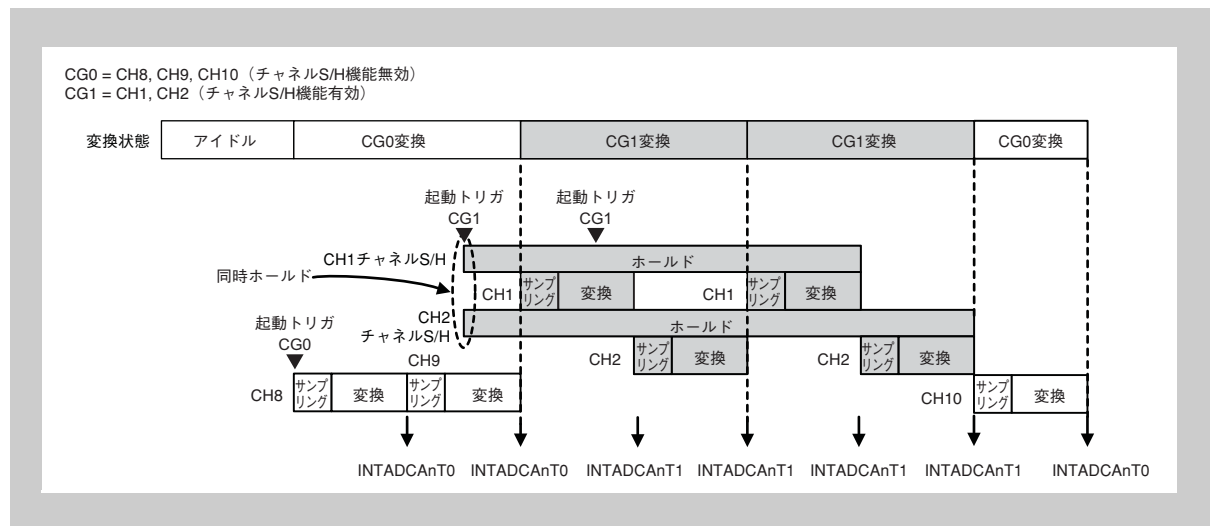 CG0 = CH8, CH9, CH10（チャネルS/H機能無効）
CG1 = CH1, CH2（チャネルS/H機能有効）
変換状態 アイドル CG0変換 CG1変換 CG1変換 CG0変換
起動トリガ
CG1
起動トリガ
CG1
CH1チャネルS/H
ホールド
同時ホールド
CH1
サンプ
リング
変換
CH1
サンプ
リング
変換
CH2
チャネルS/H
ホールド
起動トリガ
CG0
CH2
サンプ
リング
変換
CH2
サンプ
リング
変換
CH9
CH8
サンプ
リング
変換
サンプ
リング
変換
CH10
サンプ
リング
変換
INTADCAnT0 INTADCAnT0 INTADCAnT1 INTADCAnT1 INTADCAnT1 INTADCAnT1 INTADCAnT0